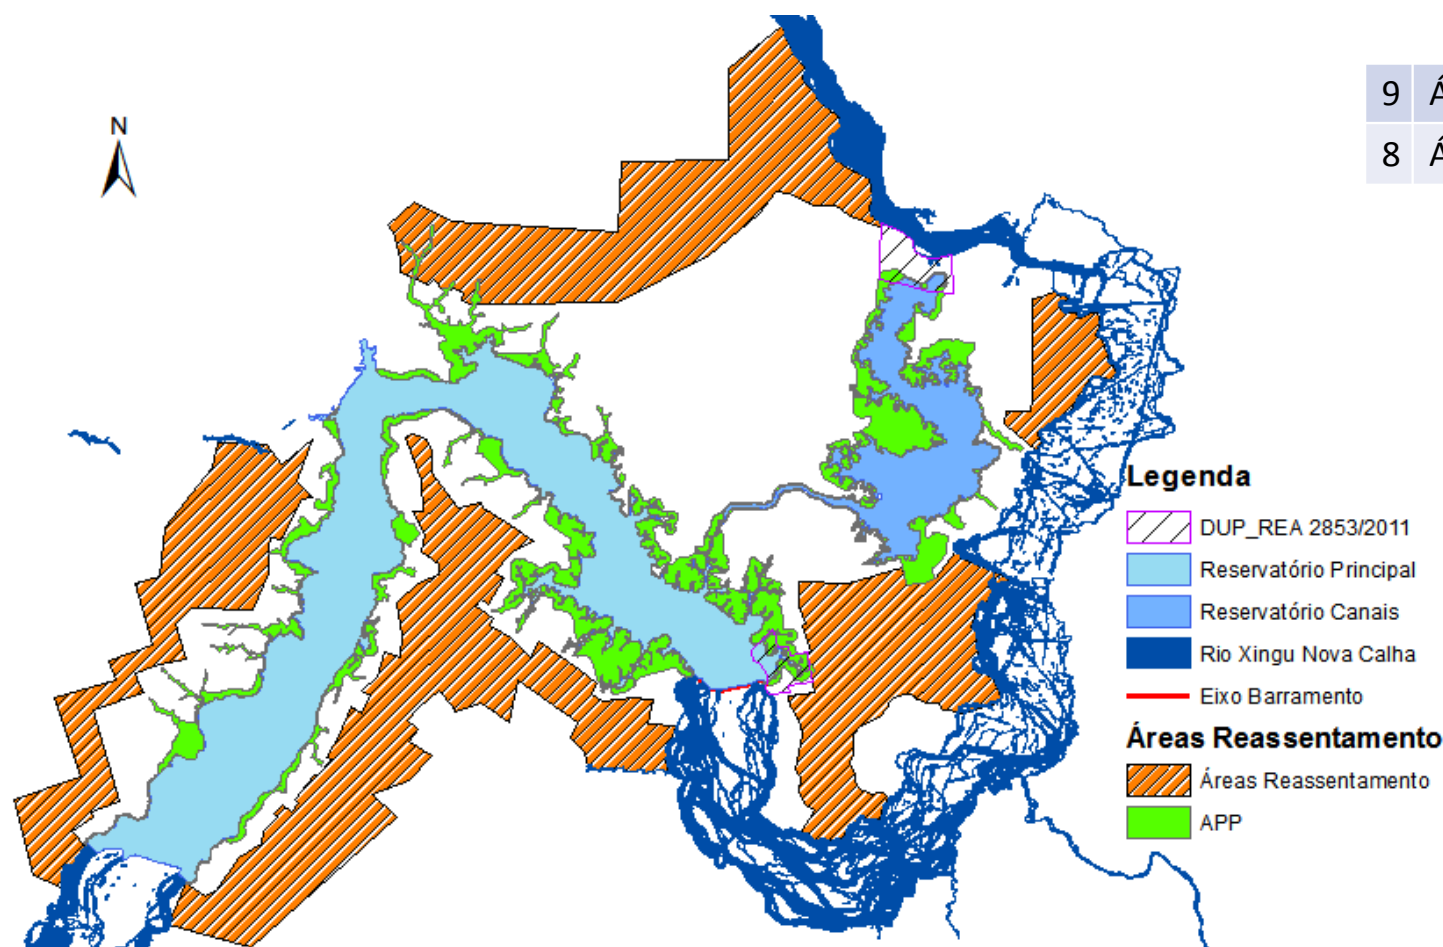 N
9 Á
8 Á
Legenda
DUP_REA 2853/2011
Reservatório Principal
Reservatório Canais
Rio Xingu Nova Calha
Eixo Barramento
Áreas Reassentamento
Áreas Reassentamento
APP